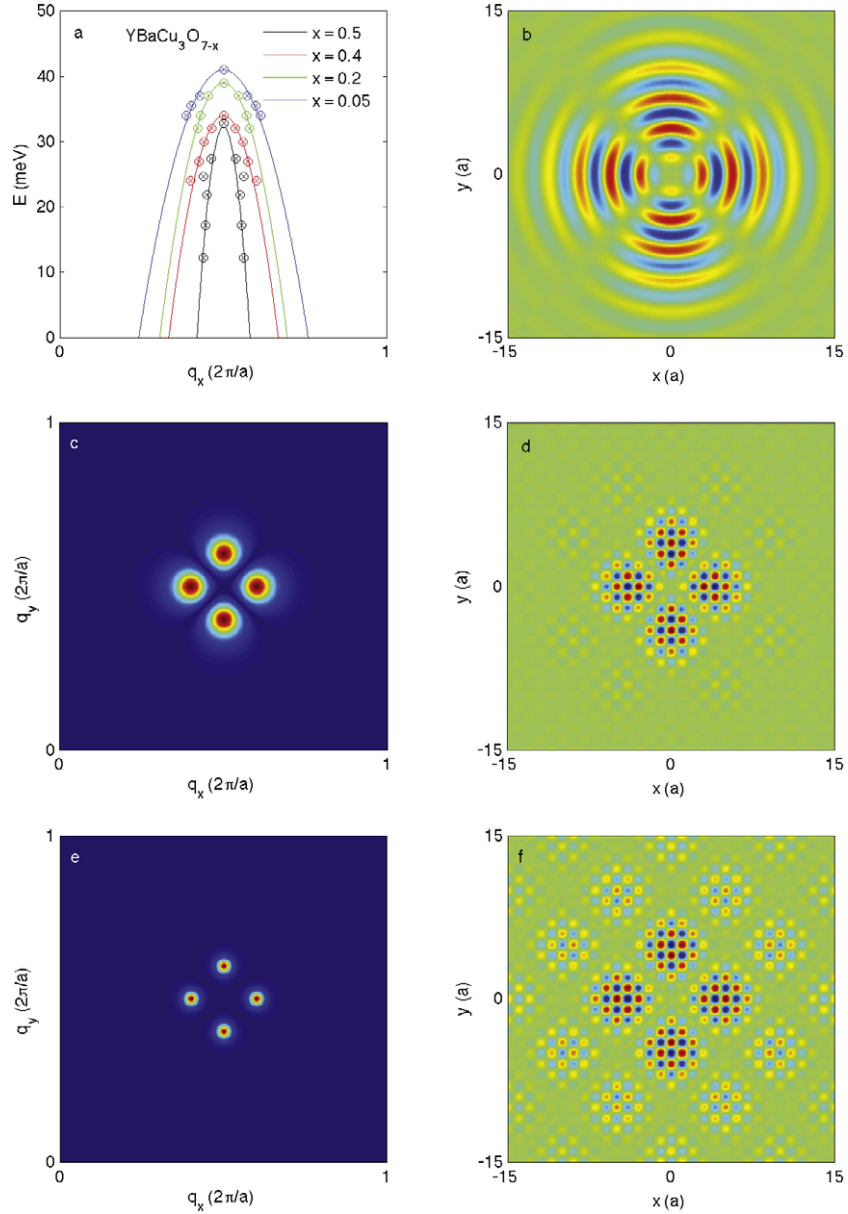 a
YBaCu₃O₇₋ₓ
x = 0.5
x = 0.4
x = 0.2
x = 0.05
50
40
30
20
10
0
E (meV)
0
1
qₓ (2π/a)
b
15
0
-15
y (a)
-15
0
15
x (a)
c
1
0
q_y (2π/a)
0
1
qₓ (2π/a)
d
15
0
-15
y (a)
-15
0
15
x (a)
e
1
0
q_y (2π/a)
0
1
qₓ (2π/a)
f
15
0
-15
y (a)
-15
0
15
x (a)